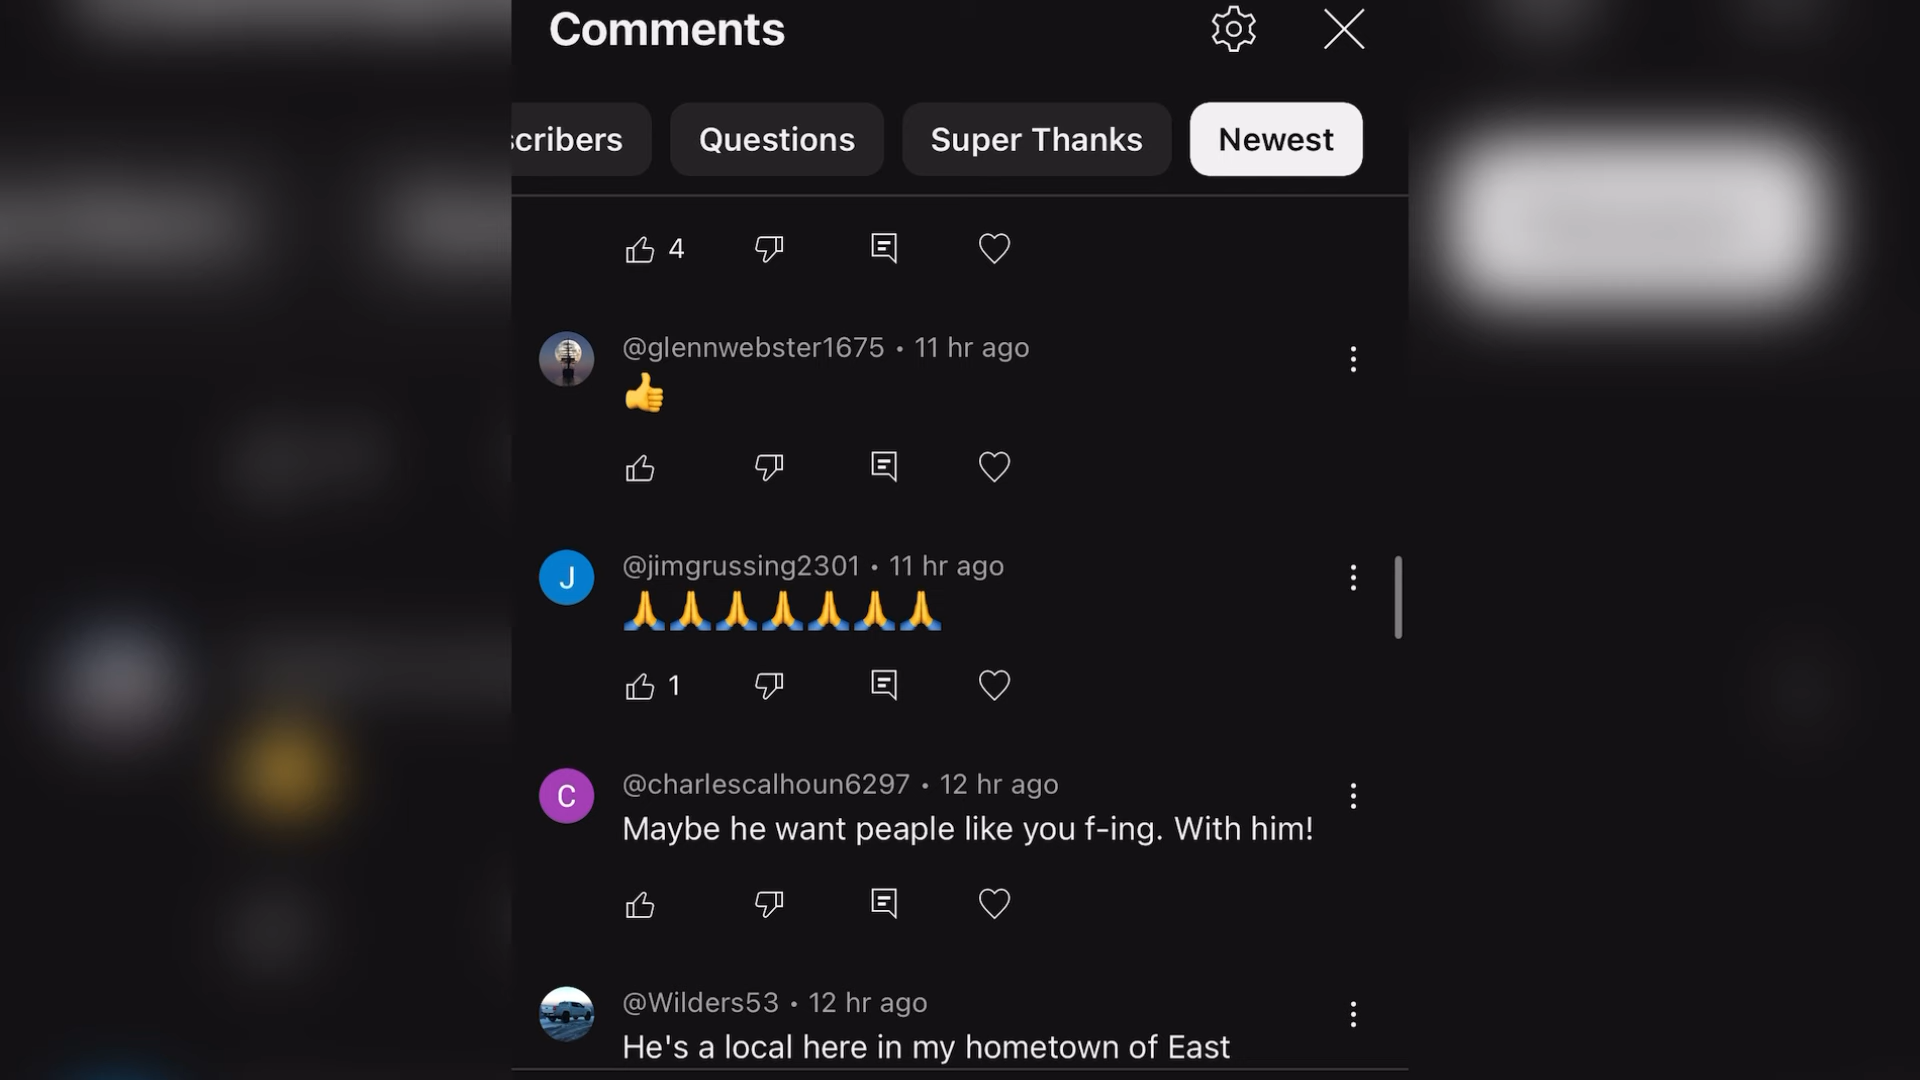 Comments
scribers
Questions
Super Thanks
Newest
4
@glennwebster1675 • 11 hr ago
👍
J
@jimgrussing2301 • 11 hr ago
🙏🙏🙏🙏🙏🙏🙏
1
C
@charlescalhoun6297 • 12 hr ago
Maybe he want peaple like you f-ing. With him!
@Wilders53 • 12 hr ago
He's a local here in my hometown of East